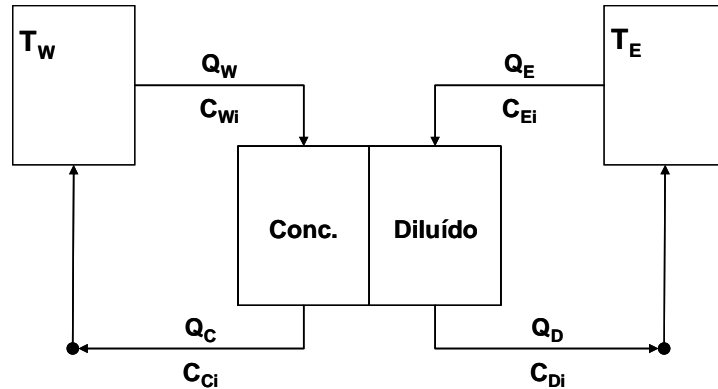 T_W
T_E
Q_W
Q_E
C_Wi
C_Ei
Conc.
Diluído
Q_C
Q_D
C_Ci
C_Di